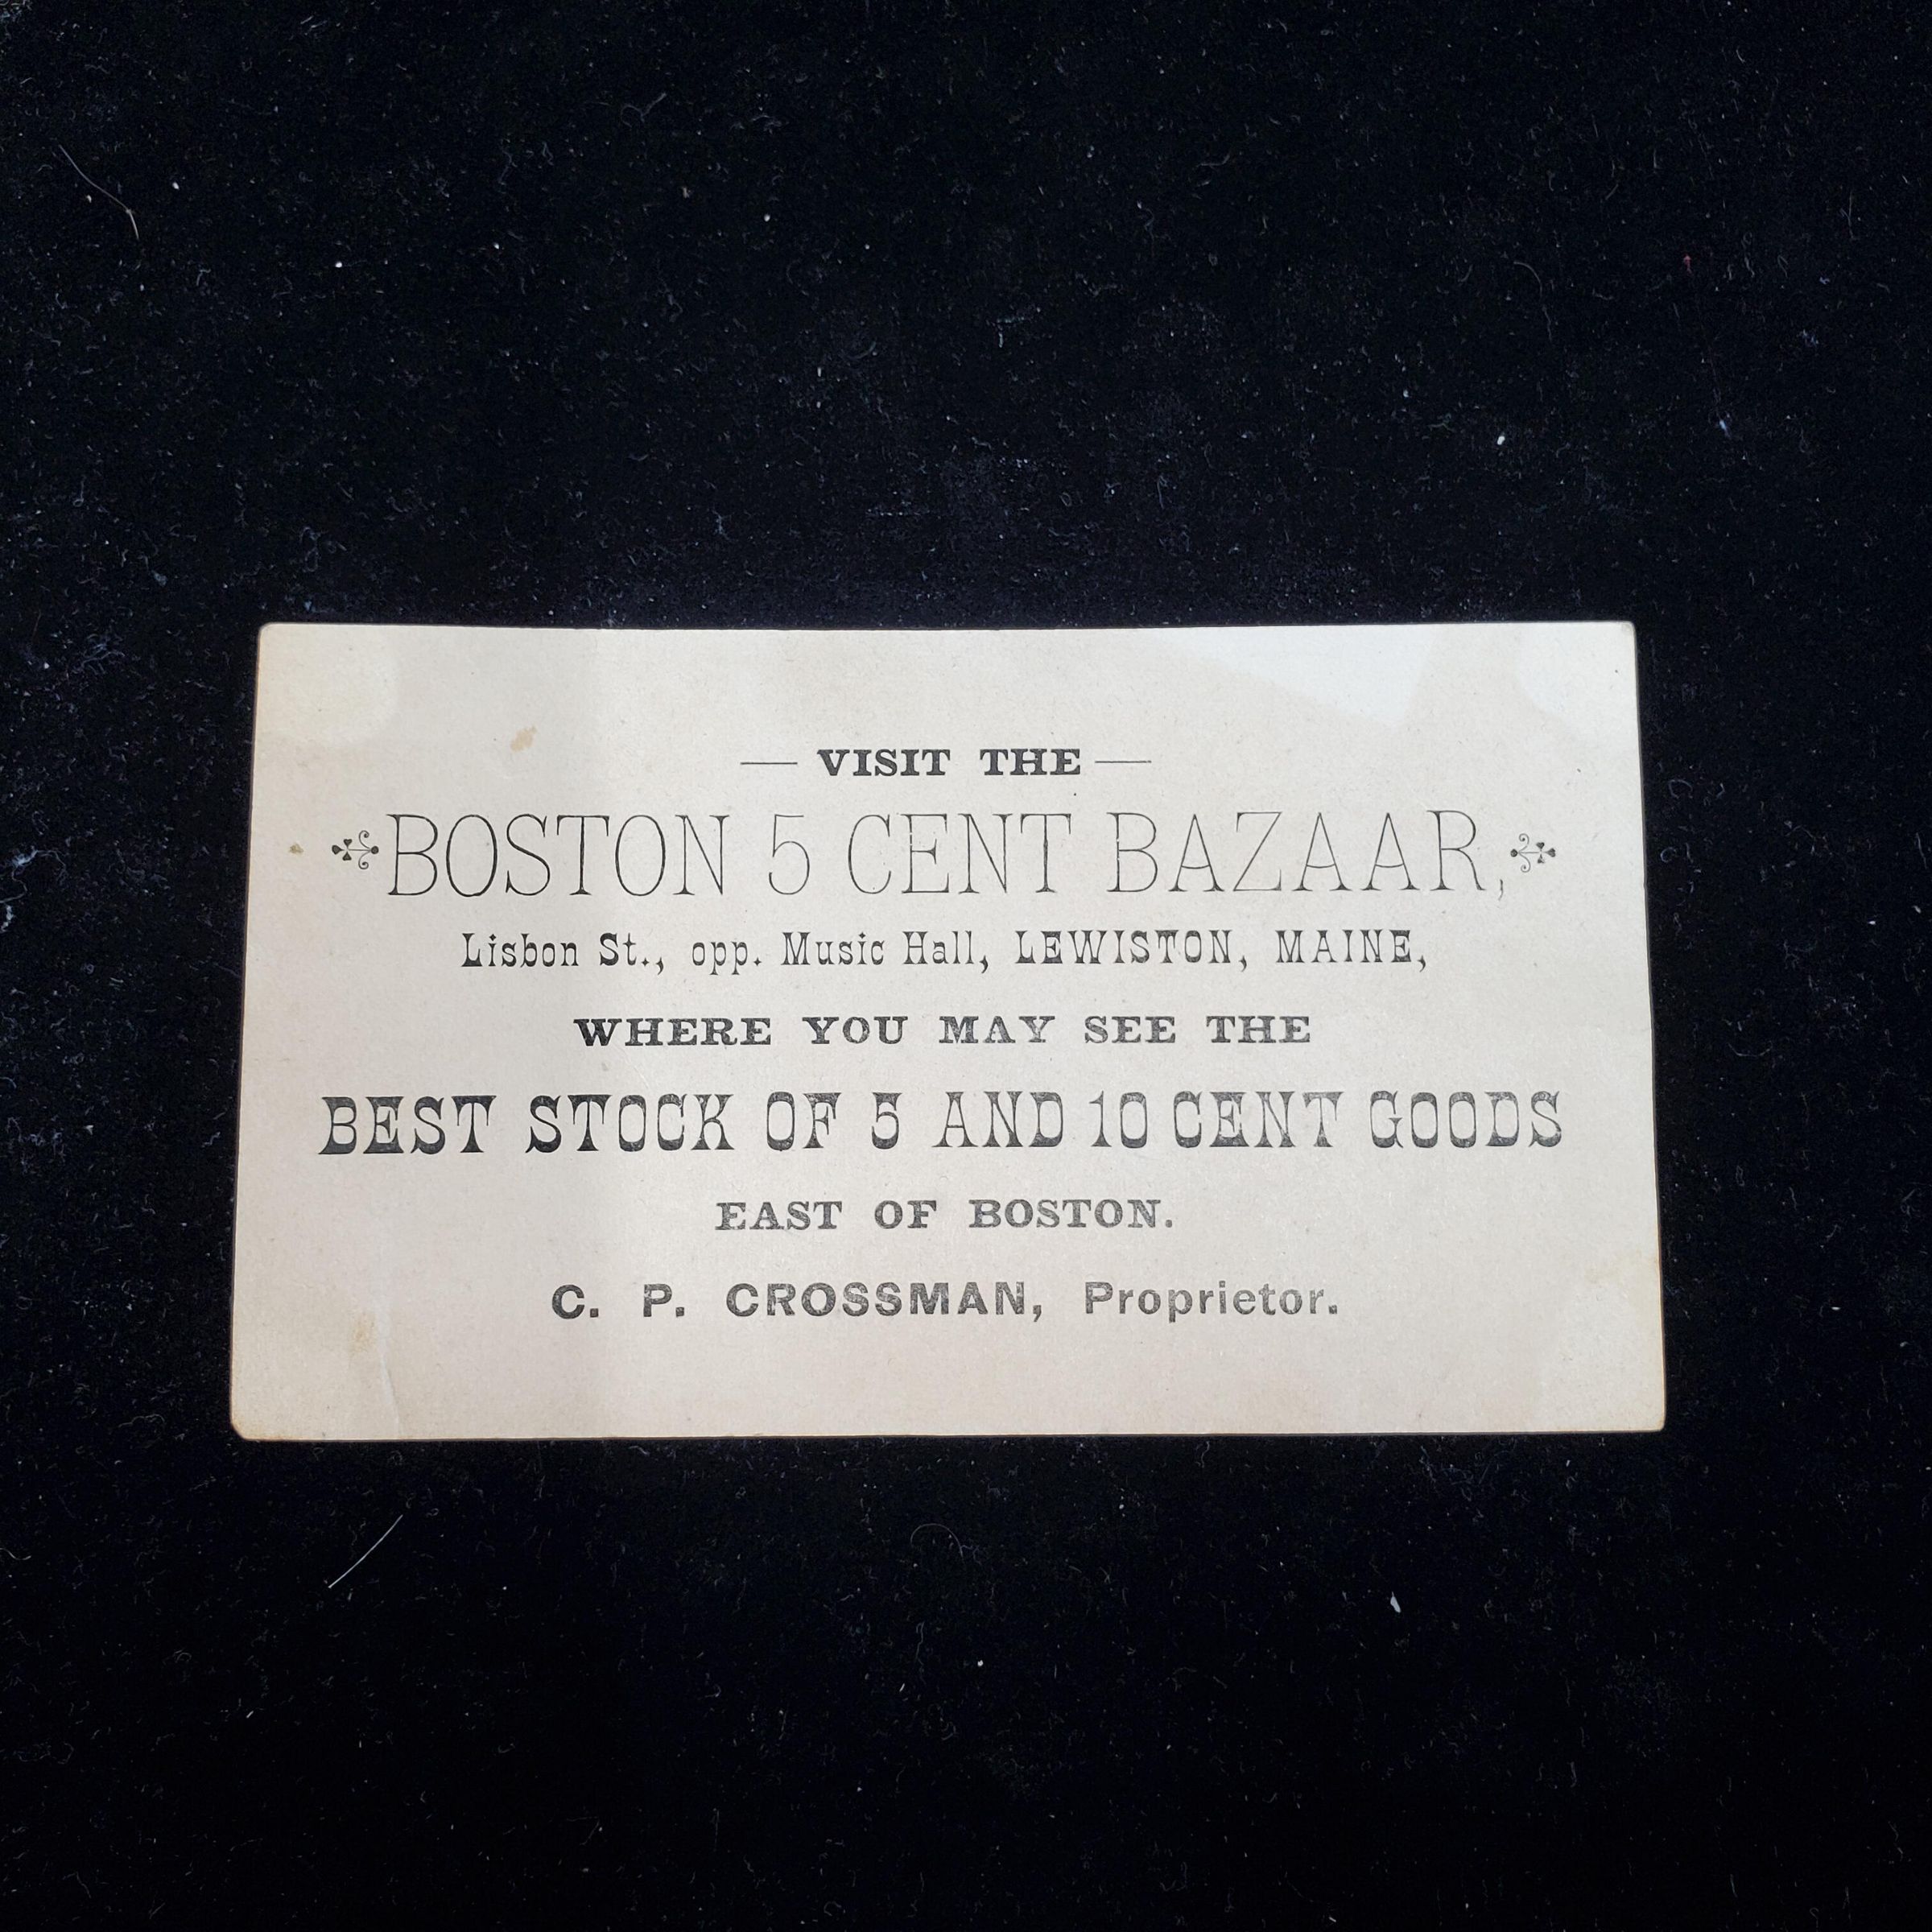 — VISIT THE —
BOSTON 5 CENT BAZAAR,
Lisbon St., opp. Music Hall, LEWISTON, MAINE,
WHERE YOU MAY SEE THE
BEST STOCK OF 5 AND 10 CENT GOODS
EAST OF BOSTON.
C. P. CROSSMAN, Proprietor.